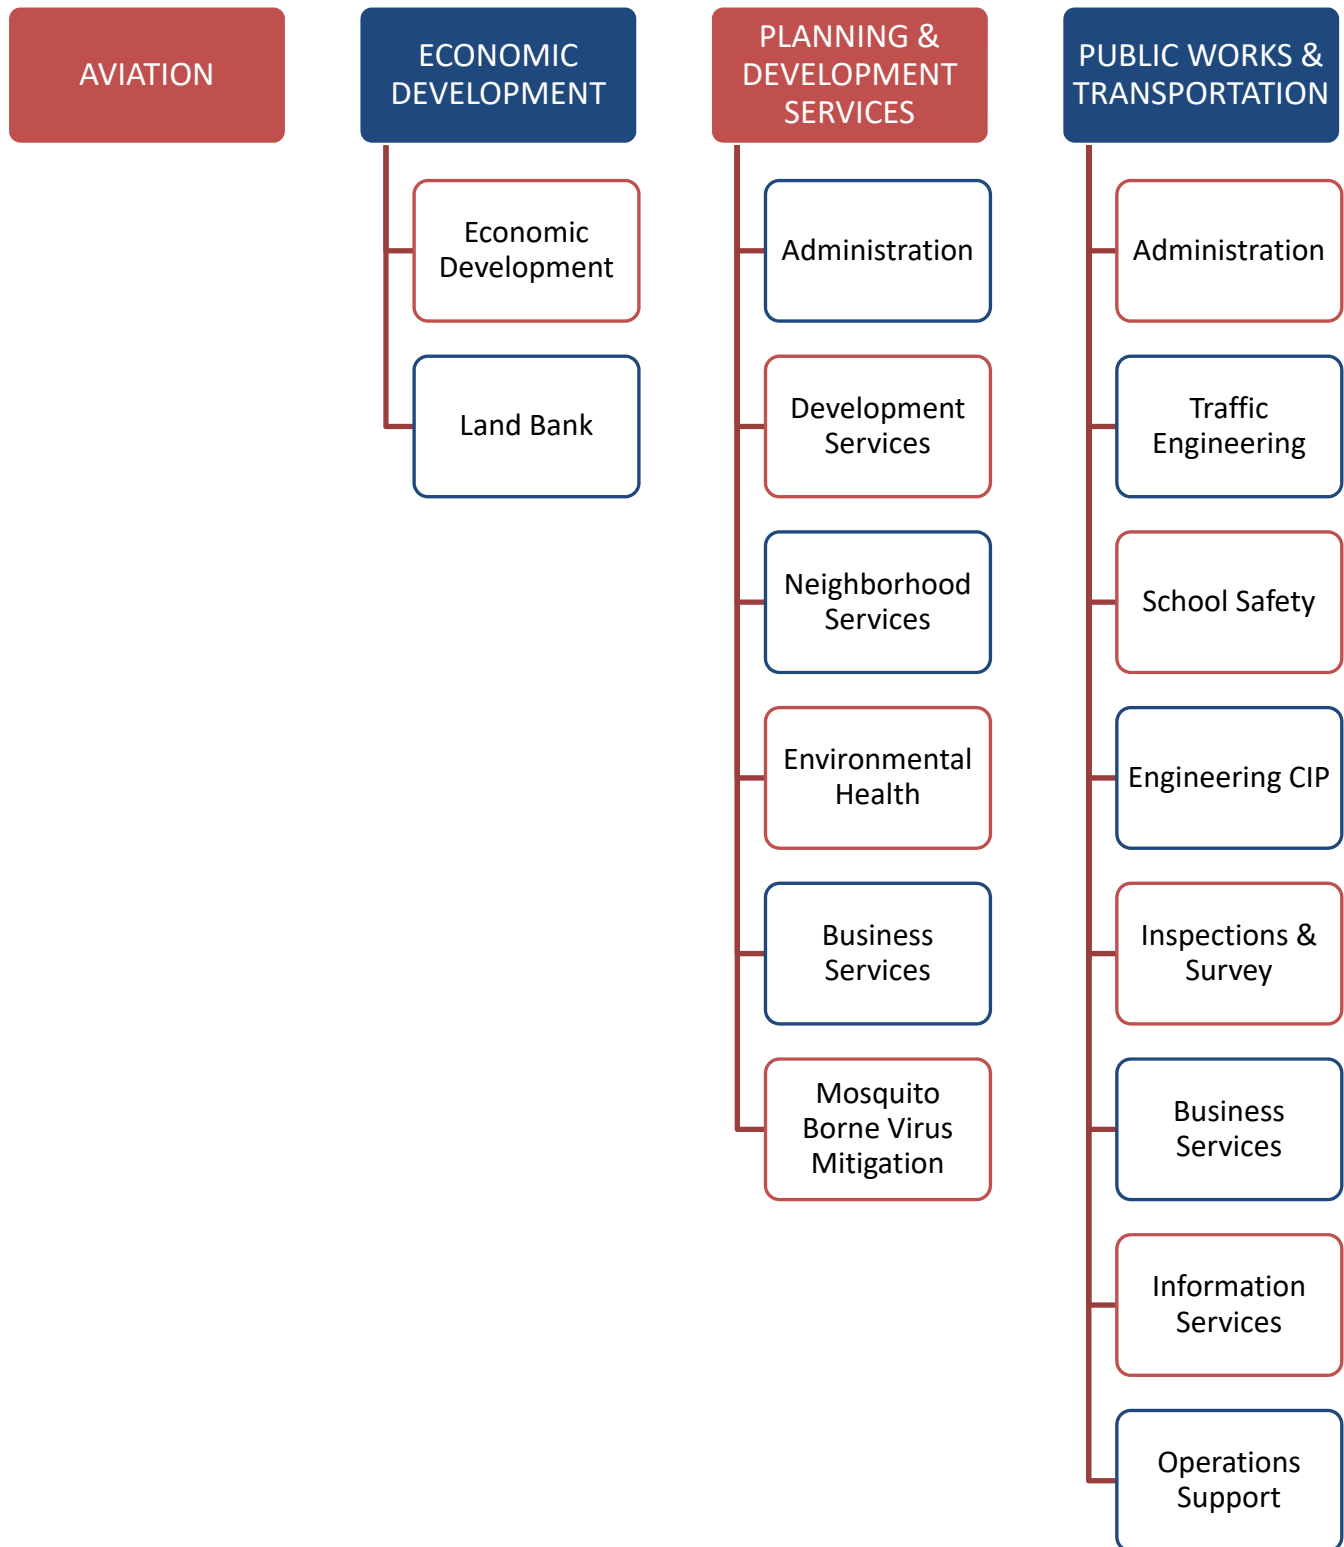 AVIATION
ECONOMIC
DEVELOPMENT
Economic
Development
Land Bank
PLANNING &
DEVELOPMENT
SERVICES
Administration
Development
Services
Neighborhood
Services
Environmental
Health
Business
Services
Mosquito
Borne Virus
Mitigation
PUBLIC WORKS &
TRANSPORTATION
Administration
Traffic
Engineering
School Safety
Engineering CIP
Inspections &
Survey
Business
Services
Information
Services
Operations
Support